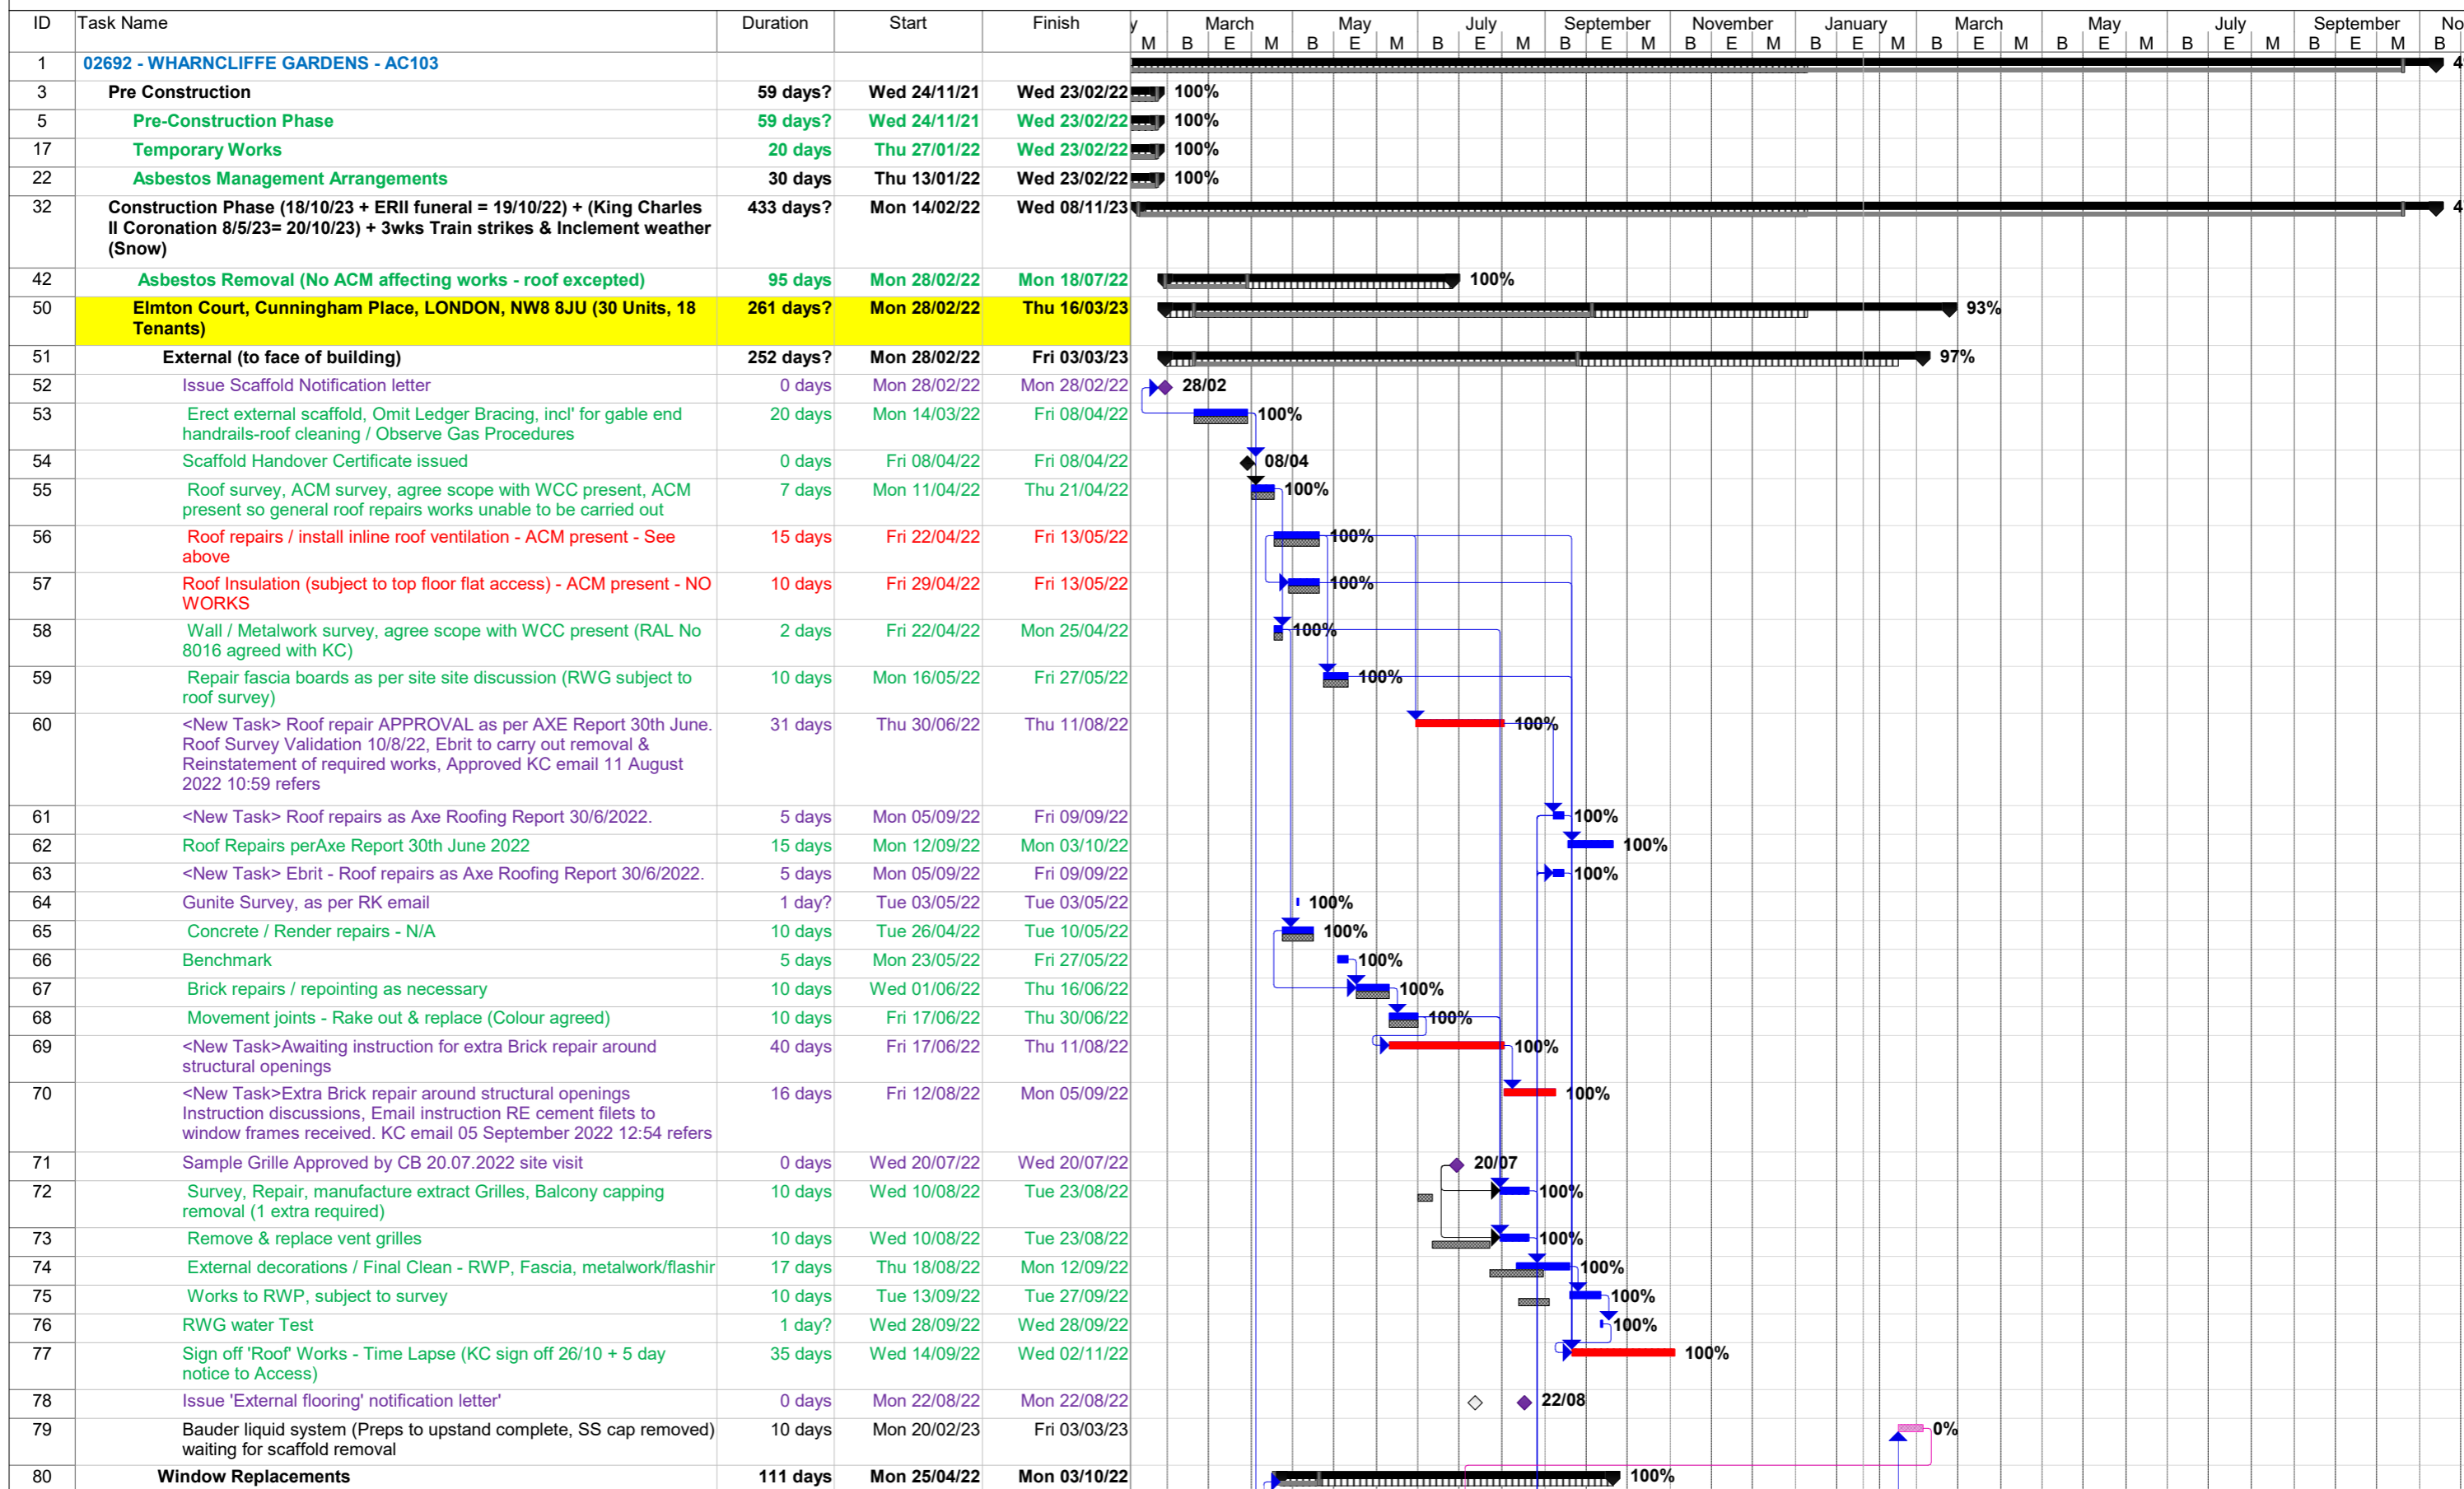 ID Task Name Duration Start Finish March May July September November January March May July September No
M B E M B E M B E M B E M B E M B E M B E M B E M B E M B E M B
1 02692 - WHARNCLIFFE GARDENS - AC103
3 Pre Construction 59 days? Wed 24/11/21 Wed 23/02/22 100%
5 Pre-Construction Phase 59 days? Wed 24/11/21 Wed 23/02/22 100%
17 Temporary Works 20 days Thu 27/01/22 Wed 23/02/22 100%
22 Asbestos Management Arrangements 30 days Thu 13/01/22 Wed 23/02/22 100%
32 Construction Phase (18/10/23 + ERII funeral = 19/10/22) + (King Charles 433 days? Mon 14/02/22 Wed 08/11/23 4
II Coronation 8/5/23= 20/10/23) + 3wks Train strikes & Inclement weather
(Snow)
42 Asbestos Removal (No ACM affecting works - roof excepted) 95 days Mon 28/02/22 Mon 18/07/22 100%
50 Elmton Court, Cunningham Place, LONDON, NW8 8JU (30 Units, 18 261 days? Mon 28/02/22 Thu 16/03/23 93%
Tenants)
51 External (to face of building) 252 days? Mon 28/02/22 Fri 03/03/23 97%
52 Issue Scaffold Notification letter 0 days Mon 28/02/22 Mon 28/02/22 28/02
53 Erect external scaffold, Omit Ledger Bracing, incl' for gable end 20 days Mon 14/03/22 Fri 08/04/22 100%
handrails-roof cleaning / Observe Gas Procedures
54 Scaffold Handover Certificate issued 0 days Fri 08/04/22 Fri 08/04/22 08/04
55 Roof survey, ACM survey, agree scope with WCC present, ACM 7 days Mon 11/04/22 Thu 21/04/22 100%
present so general roof repairs works unable to be carried out
56 Roof repairs / install inline roof ventilation - ACM present - See 15 days Fri 22/04/22 Fri 13/05/22 100%
above
57 Roof Insulation (subject to top floor flat access) - ACM present - NO 10 days Fri 29/04/22 Fri 13/05/22 100%
WORKS
58 Wall / Metalwork survey, agree scope with WCC present (RAL No 2 days Fri 22/04/22 Mon 25/04/22 100%
8016 agreed with KC)
59 Repair fascia boards as per site site discussion (RWG subject to 10 days Mon 16/05/22 Fri 27/05/22 100%
roof survey)
60 <New Task> Roof repair APPROVAL as per AXE Report 30th June. 31 days Thu 30/06/22 Thu 11/08/22 100%
Roof Survey Validation 10/8/22, Ebrit to carry out removal &
Reinstatement of required works, Approved KC email 11 August
2022 10:59 refers
61 <New Task> Roof repairs as Axe Roofing Report 30/6/2022. 5 days Mon 05/09/22 Fri 09/09/22 100%
62 Roof Repairs perAxe Report 30th June 2022 15 days Mon 12/09/22 Mon 03/10/22 100%
63 <New Task> Ebrit - Roof repairs as Axe Roofing Report 30/6/2022. 5 days Mon 05/09/22 Fri 09/09/22 100%
64 Gunite Survey, as per RK email 1 day? Tue 03/05/22 Tue 03/05/22 100%
65 Concrete / Render repairs - N/A 10 days Tue 26/04/22 Tue 10/05/22 100%
66 Benchmark 5 days Mon 23/05/22 Fri 27/05/22 100%
67 Brick repairs / repointing as necessary 10 days Wed 01/06/22 Thu 16/06/22 100%
68 Movement joints - Rake out & replace (Colour agreed) 10 days Fri 17/06/22 Thu 30/06/22 100%
69 <New Task>Awaiting instruction for extra Brick repair around 40 days Fri 17/06/22 Thu 11/08/22 100%
structural openings
70 <New Task>Extra Brick repair around structural openings 16 days Fri 12/08/22 Mon 05/09/22 100%
Instruction discussions, Email instruction RE cement filets to
window frames received. KC email 05 September 2022 12:54 refers
71 Sample Grille Approved by CB 20.07.2022 site visit 0 days Wed 20/07/22 Wed 20/07/22 20/07
72 Survey, Repair, manufacture extract Grilles, Balcony capping 10 days Wed 10/08/22 Tue 23/08/22 100%
removal (1 extra required)
73 Remove & replace vent grilles 10 days Wed 10/08/22 Tue 23/08/22 100%
74 External decorations / Final Clean - RWP, Fascia, metalwork/flashir 17 days Thu 18/08/22 Mon 12/09/22 100%
75 Works to RWP, subject to survey 10 days Tue 13/09/22 Tue 27/09/22 100%
76 RWG water Test 1 day? Wed 28/09/22 Wed 28/09/22 100%
77 Sign off 'Roof' Works - Time Lapse (KC sign off 26/10 + 5 day 35 days Wed 14/09/22 Wed 02/11/22 100%
notice to Access)
78 Issue 'External flooring' notification letter' 0 days Mon 22/08/22 Mon 22/08/22 22/08
79 Bauder liquid system (Preps to upstand complete, SS cap removed) 10 days Mon 20/02/23 Fri 03/03/23 0%
waiting for scaffold removal
80 Window Replacements 111 days Mon 25/04/22 Mon 03/10/22 100%